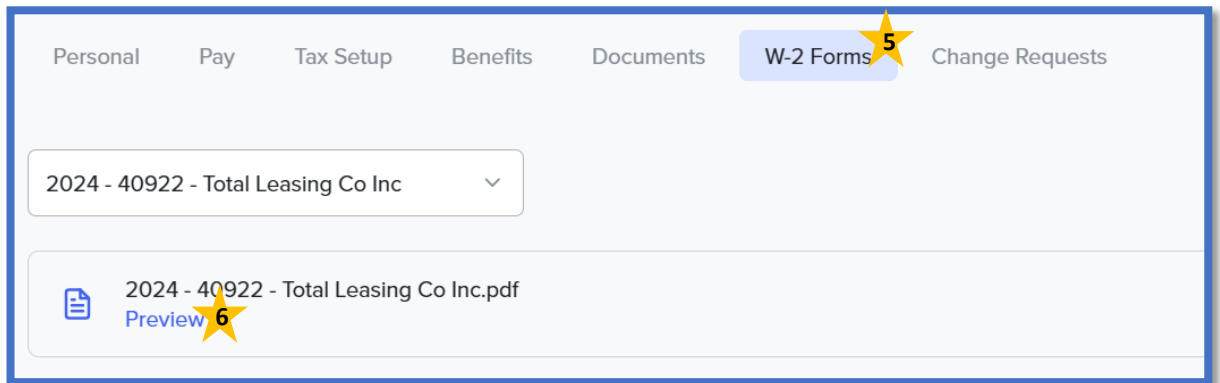 Personal Pay Tax Setup Benefits Documents W-2 Forms 5 Change Requests
2024 - 40922 - Total Leasing Co Inc
2024 - 40922 - Total Leasing Co Inc.pdf
Preview 6